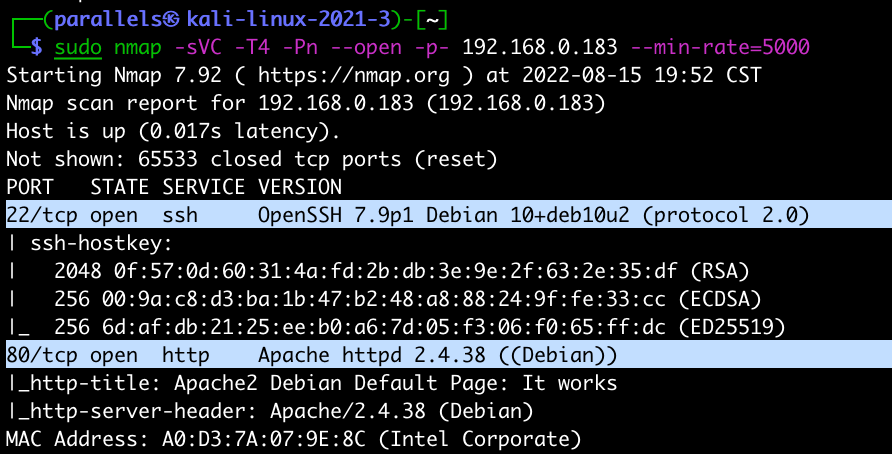 ┌──(parallels㉿kali-linux-2021-3)-[~]
└─$ sudo nmap -sVC -T4 -Pn --open -p- 192.168.0.183 --min-rate=5000
Starting Nmap 7.92 ( https://nmap.org ) at 2022-08-15 19:52 CST
Nmap scan report for 192.168.0.183 (192.168.0.183)
Host is up (0.017s latency).
Not shown: 65533 closed tcp ports (reset)
PORT   STATE SERVICE VERSION
22/tcp open  ssh     OpenSSH 7.9p1 Debian 10+deb10u2 (protocol 2.0)
| ssh-hostkey:
|   2048 0f:57:0d:60:31:4a:fd:2b:db:3e:9e:2f:63:2e:35:df (RSA)
|   256 00:9a:c8:d3:ba:1b:47:b2:48:a8:88:24:9f:fe:33:cc (ECDSA)
|_  256 6d:af:db:21:25:ee:b0:a6:7d:05:f3:06:f0:65:ff:dc (ED25519)
80/tcp open  http    Apache httpd 2.4.38 ((Debian))
|_http-title: Apache2 Debian Default Page: It works
|_http-server-header: Apache/2.4.38 (Debian)
MAC Address: A0:D3:7A:07:9E:8C (Intel Corporate)